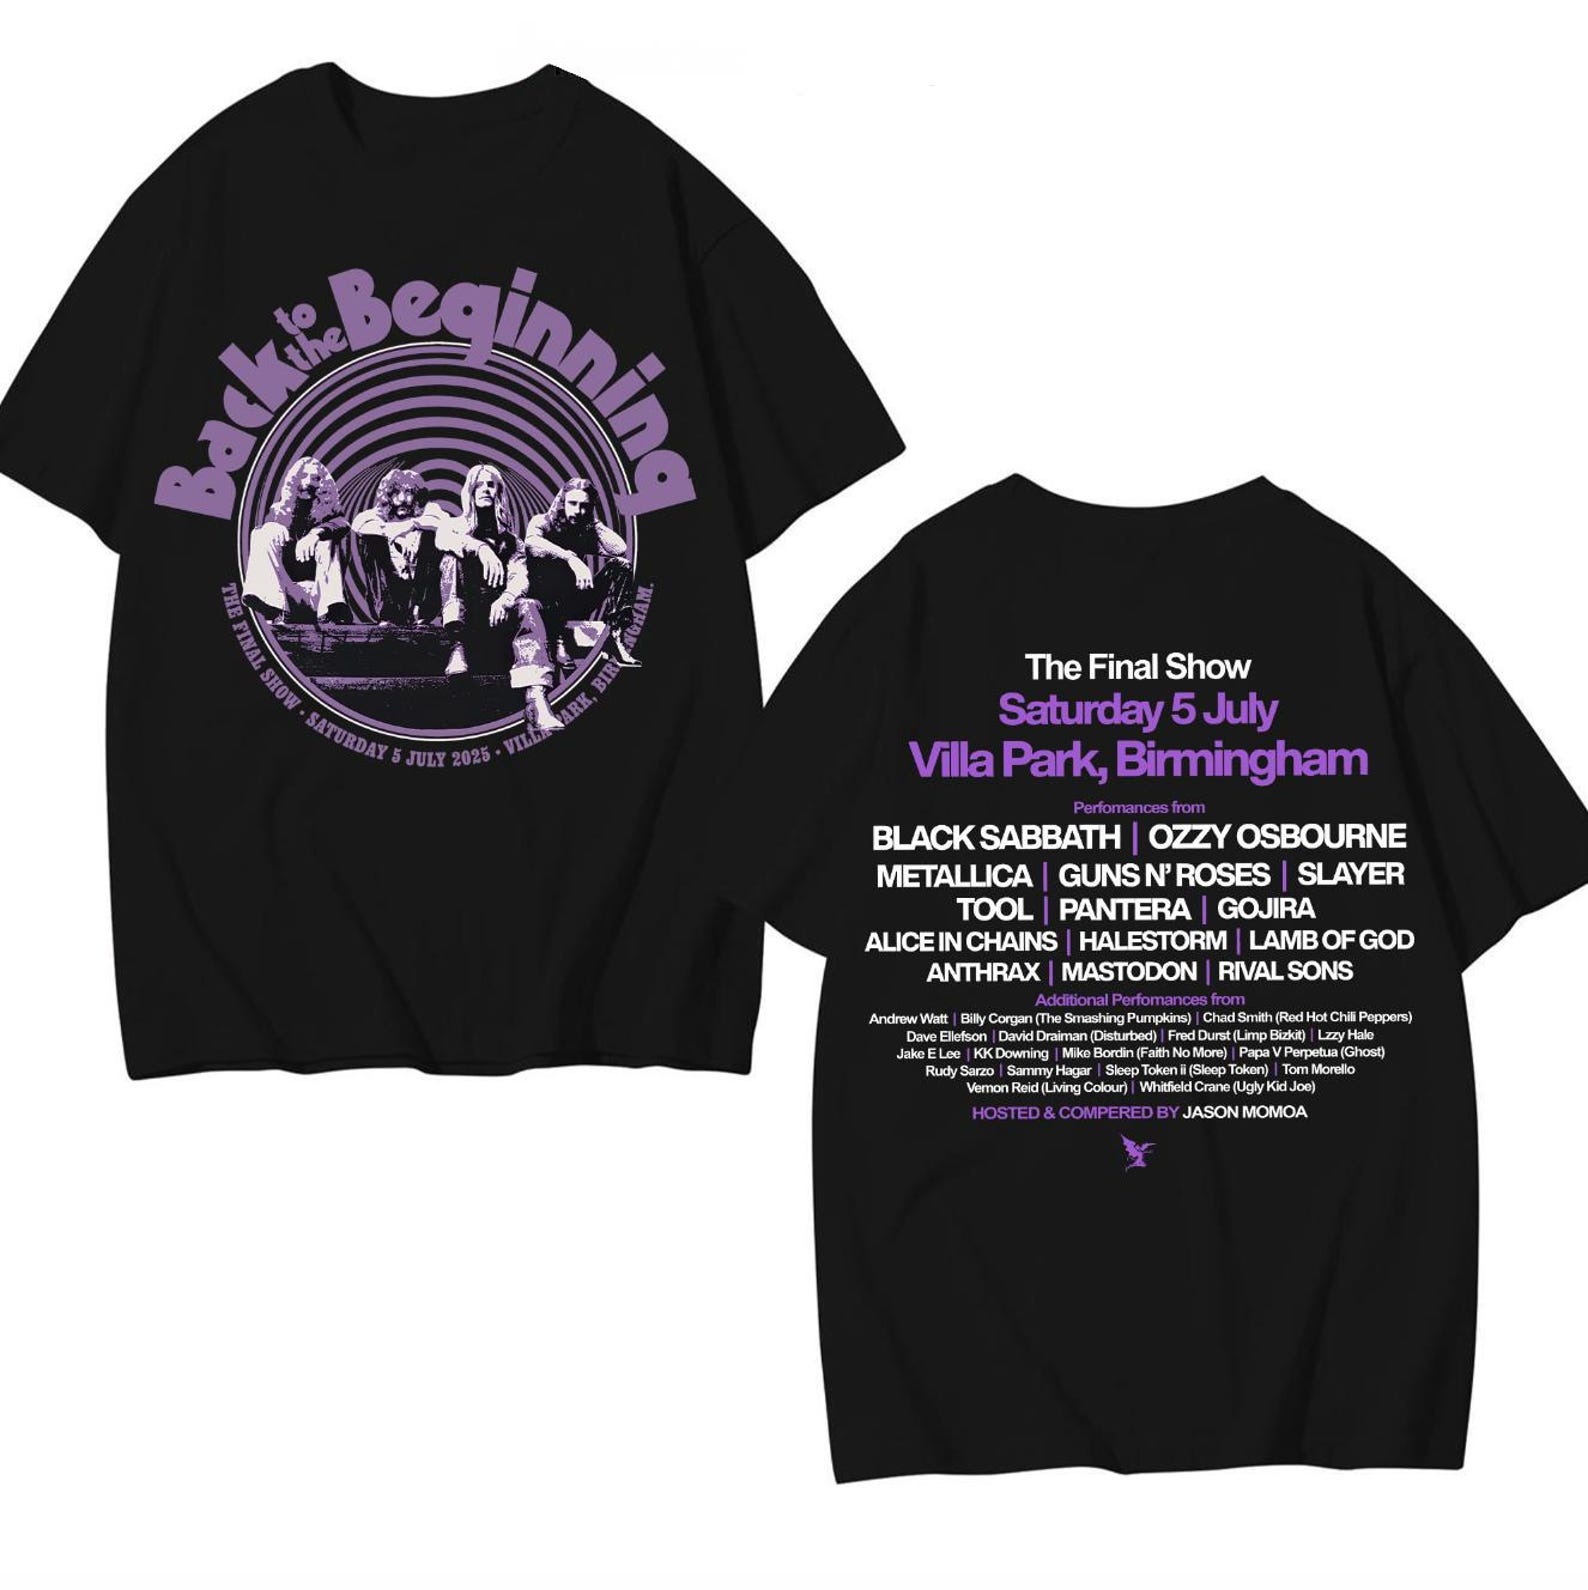 Back to the Beginning
THE FINAL SHOW · SATURDAY 5 JULY 2025 · VILLA PARK, BIRMINGHAM.
The Final Show
Saturday 5 July
Villa Park, Birmingham
Perfomances from
BLACK SABBATH | OZZY OSBOURNE
METALLICA | GUNS N' ROSES | SLAYER
TOOL | PANTERA | GOJIRA
ALICE IN CHAINS | HALESTORM | LAMB OF GOD
ANTHRAX | MASTODON | RIVAL SONS
Additional Perfomances from
Andrew Watt | Billy Corgan (The Smashing Pumpkins) | Chad Smith (Red Hot Chili Peppers)
Dave Ellefson | David Draiman (Disturbed) | Fred Durst (Limp Bizkit) | Lzzy Hale
Jake E Lee | KK Downing | Mike Bordin (Faith No More) | Papa V Perpetua (Ghost)
Rudy Sarzo | Sammy Hagar | Sleep Token ii (Sleep Token) | Tom Morello
Vernon Reid (Living Colour) | Whitfield Crane (Ugly Kid Joe)
HOSTED & COMPERED BY JASON MOMOA